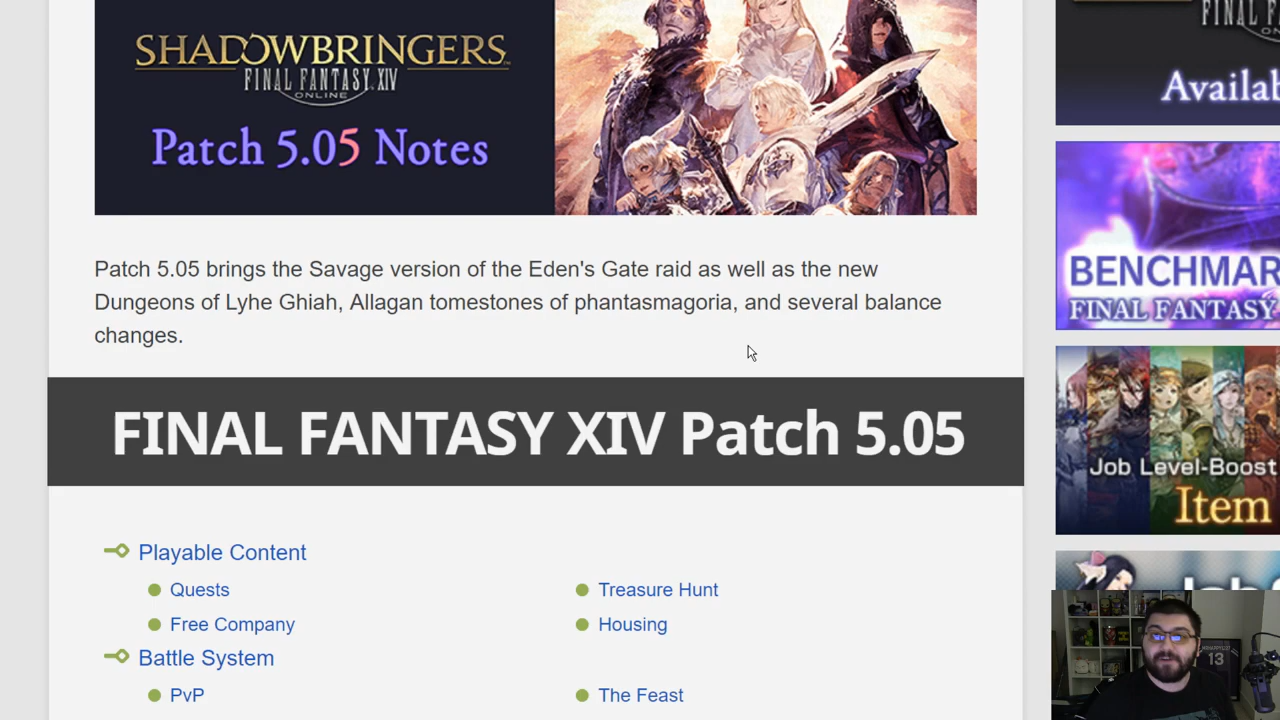 SHADOWBRINGERS
FINAL FANTASY XIV
ONLINE
Patch 5.05 Notes
Patch 5.05 brings the Savage version of the Eden's Gate raid as well as the new
Dungeons of Lyhe Ghiah, Allagan tomestones of phantasmagoria, and several balance
changes.
FINAL FANTASY XIV Patch 5.05
Playable Content
Quests
Treasure Hunt
Free Company
Housing
Battle System
PvP
The Feast
FINAL F
Availab
BENCHMAR
FINAL FANTASY
Job Level-Boost
Item
13